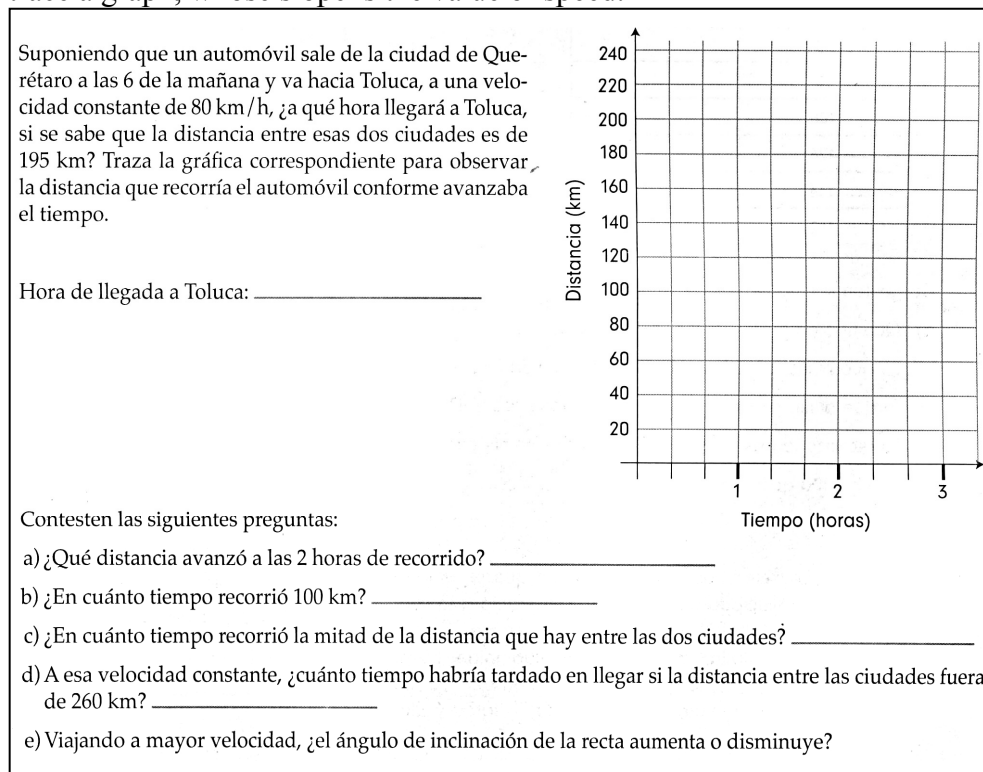 Suponiendo que un automóvil sale de la ciudad de Que-
rétaro a las 6 de la mañana y va hacia Toluca, a una velo-
cidad constante de 80 km/h, ¿a qué hora llegará a Toluca,
si se sabe que la distancia entre esas dos ciudades es de
195 km? Traza la gráfica correspondiente para observar
la distancia que recorría el automóvil conforme avanzaba
el tiempo.
Hora de llegada a Toluca:
Distancia (km)
240
220
200
180
160
140
120
100
80
60
40
20
1 2 3
Tiempo (horas)
Contesten las siguientes preguntas:
a) ¿Qué distancia avanzó a las 2 horas de recorrido?
b) ¿En cuánto tiempo recorrió 100 km?
c) ¿En cuánto tiempo recorrió la mitad de la distancia que hay entre las dos ciudades?
d) A esa velocidad constante, ¿cuánto tiempo habría tardado en llegar si la distancia entre las ciudades fuera
de 260 km?
e) Viajando a mayor velocidad, ¿el ángulo de inclinación de la recta aumenta o disminuye?